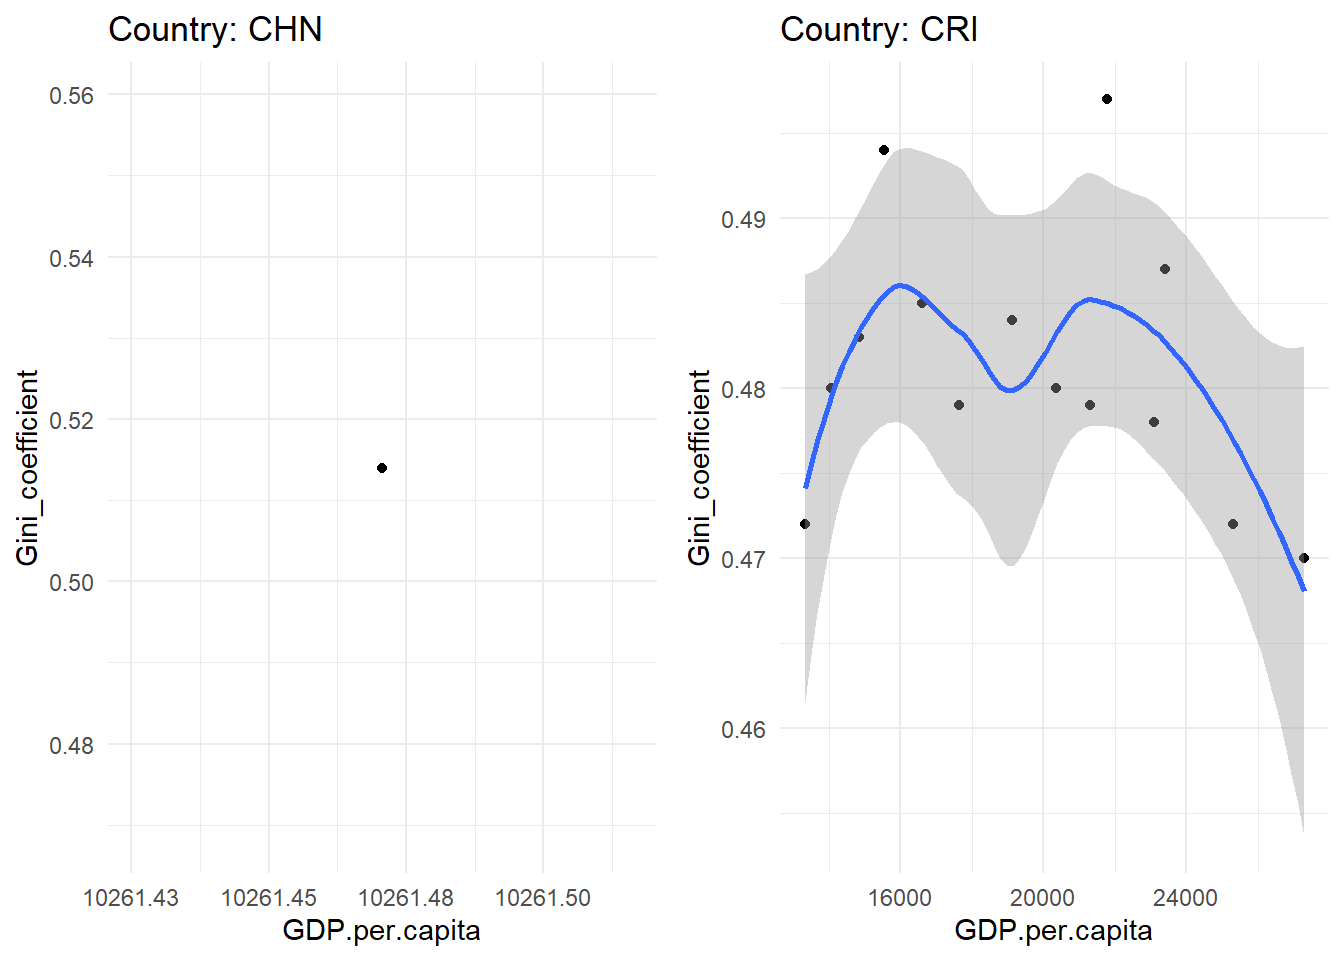 Country: CHN
Gini_coefficient
0.56
0.54
0.52
0.50
0.48
10261.43 10261.45 10261.48 10261.50
GDP.per.capita
Country: CRI
Gini_coefficient
0.49
0.48
0.47
0.46
16000 20000 24000
GDP.per.capita